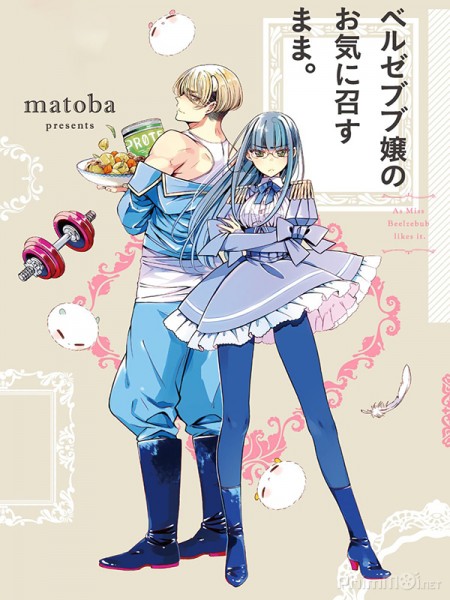 ベルゼブブ嬢の
お気に召す
まま。
matoba
presents
As Miss
Beelzebub
likes it.
PROTE